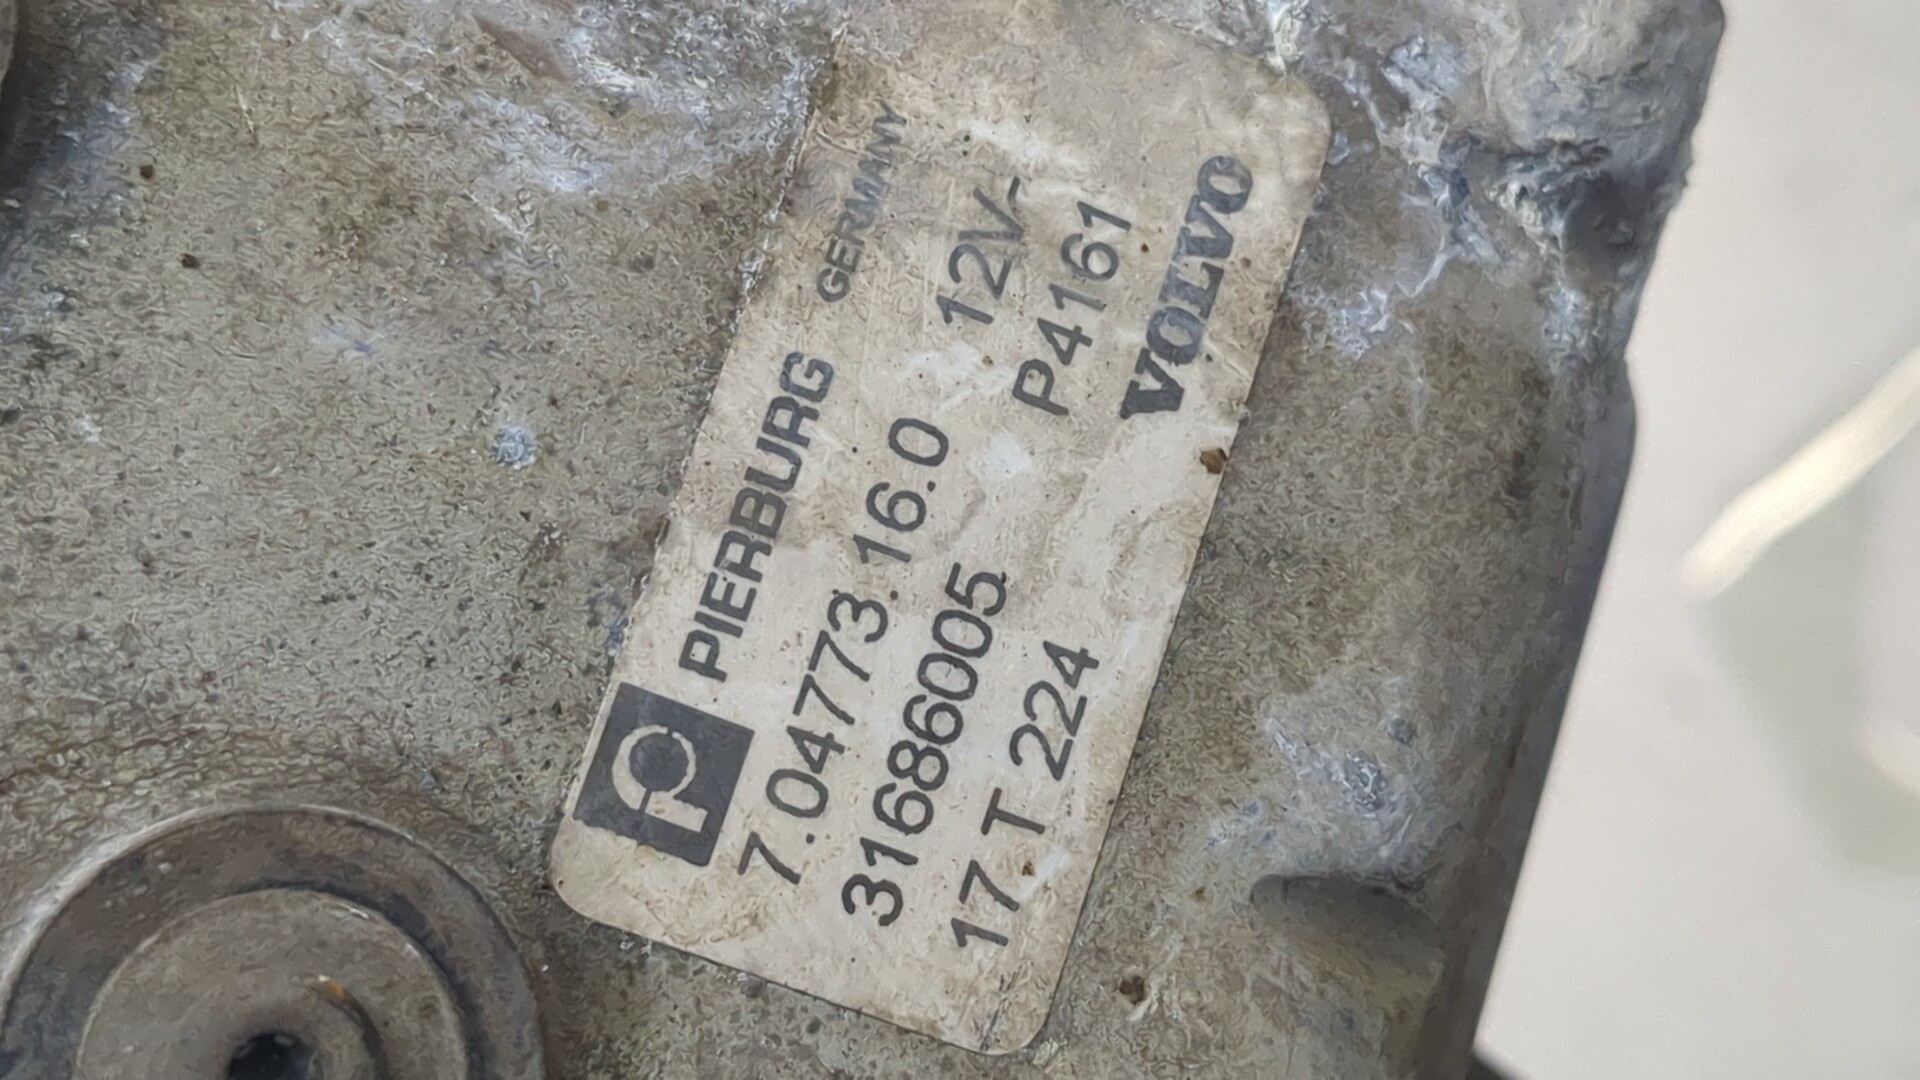 PIERBURG GERMANY
7.04773.16.0 12V-
31686005 P4161
17 T 224 VOLVO